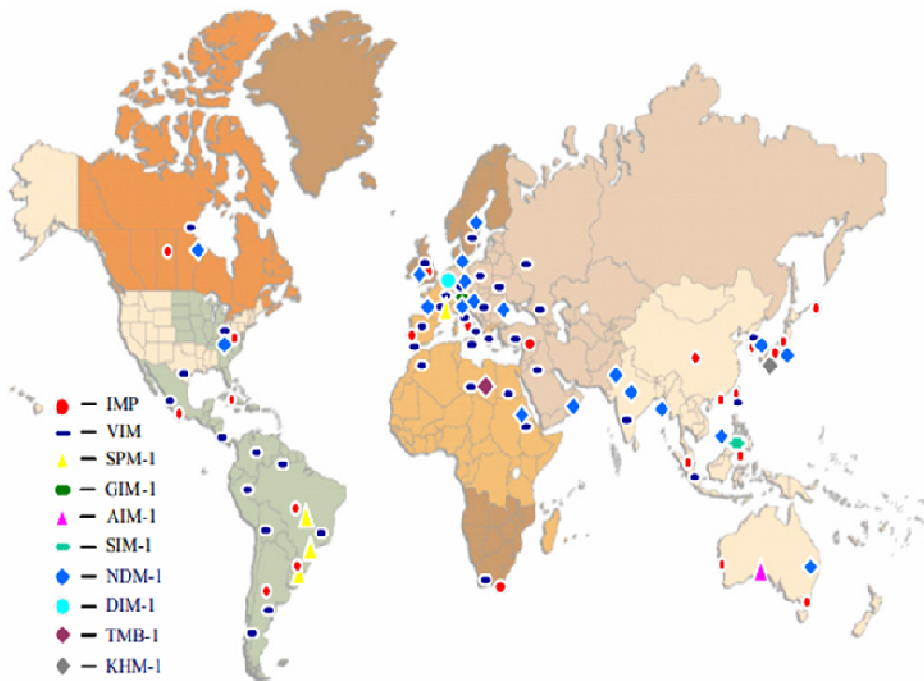 — IMP
— VIM
— SPM-1
— GIM-1
— AIM-1
— SIM-1
— NDM-1
— DIM-1
— TMB-1
— KHM-1